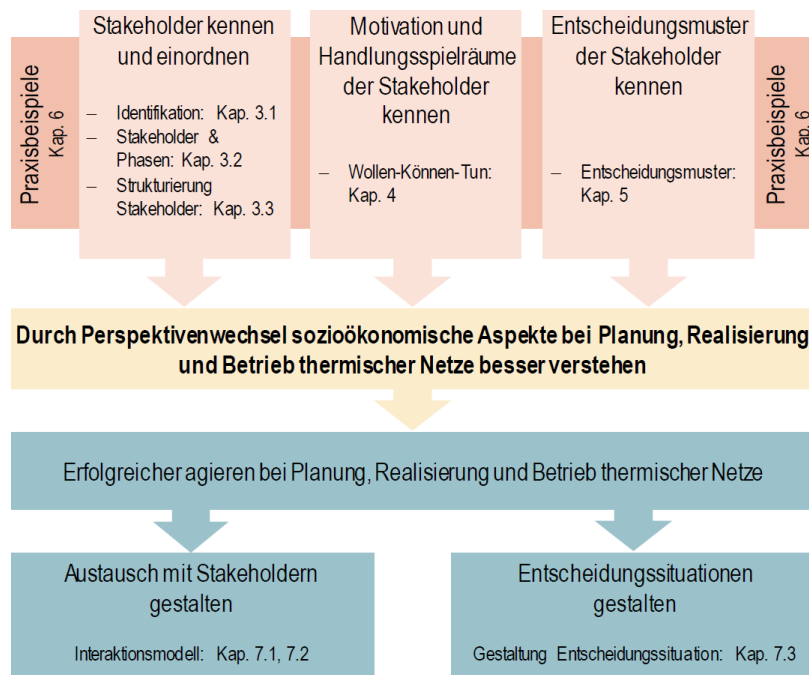 Praxisbeispiele
Kap. 6
Stakeholder kennen
und einordnen
– Identifikation: Kap. 3.1
– Stakeholder &
Phasen: Kap. 3.2
– Strukturierung
Stakeholder: Kap. 3.3
Motivation und
Handlungsspielräume
der Stakeholder
kennen
– Wollen-Können-Tun:
Kap. 4
Entscheidungsmuster
der Stakeholder
kennen
– Entscheidungsmuster:
Kap. 5
Praxisbeispiele
Kap. 6
Durch Perspektivenwechsel sozioökonomische Aspekte bei Planung, Realisierung
und Betrieb thermischer Netze besser verstehen
Erfolgreicher agieren bei Planung, Realisierung und Betrieb thermischer Netze
Austausch mit Stakeholdern
gestalten
Interaktionsmodell: Kap. 7.1, 7.2
Entscheidungssituationen
gestalten
Gestaltung Entscheidungssituation: Kap. 7.3